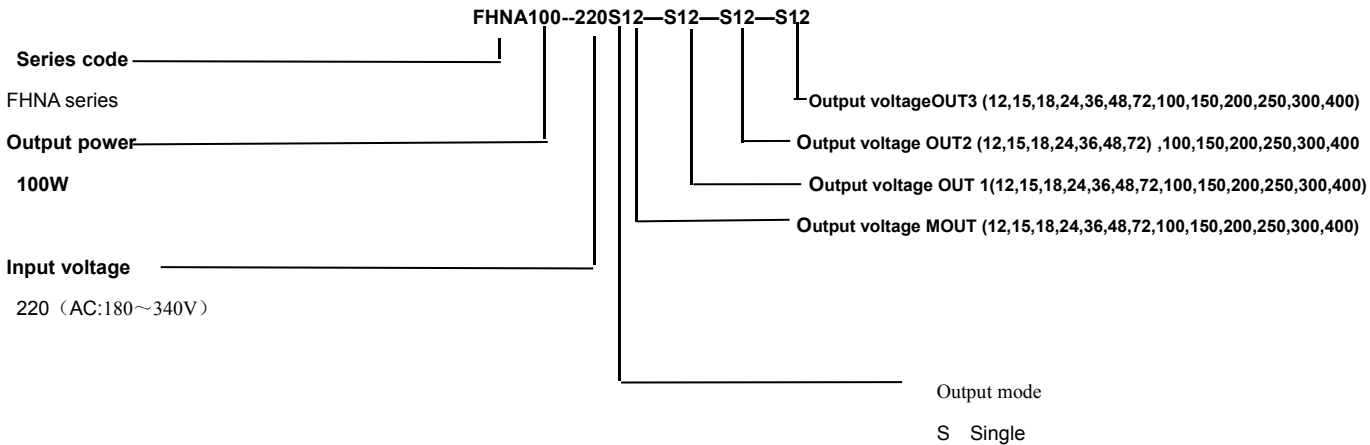 FHNA100--220S12—S12—S12—S12
Series code
FHNA series
Output voltageOUT3 (12,15,18,24,36,48,72,100,150,200,250,300,400)
Output power
Output voltage OUT2 (12,15,18,24,36,48,72) ,100,150,200,250,300,400
100W
Output voltage OUT 1(12,15,18,24,36,48,72,100,150,200,250,300,400)
Output voltage MOUT (12,15,18,24,36,48,72,100,150,200,250,300,400)
Input voltage
220（AC:180～340V）
Output mode
S Single